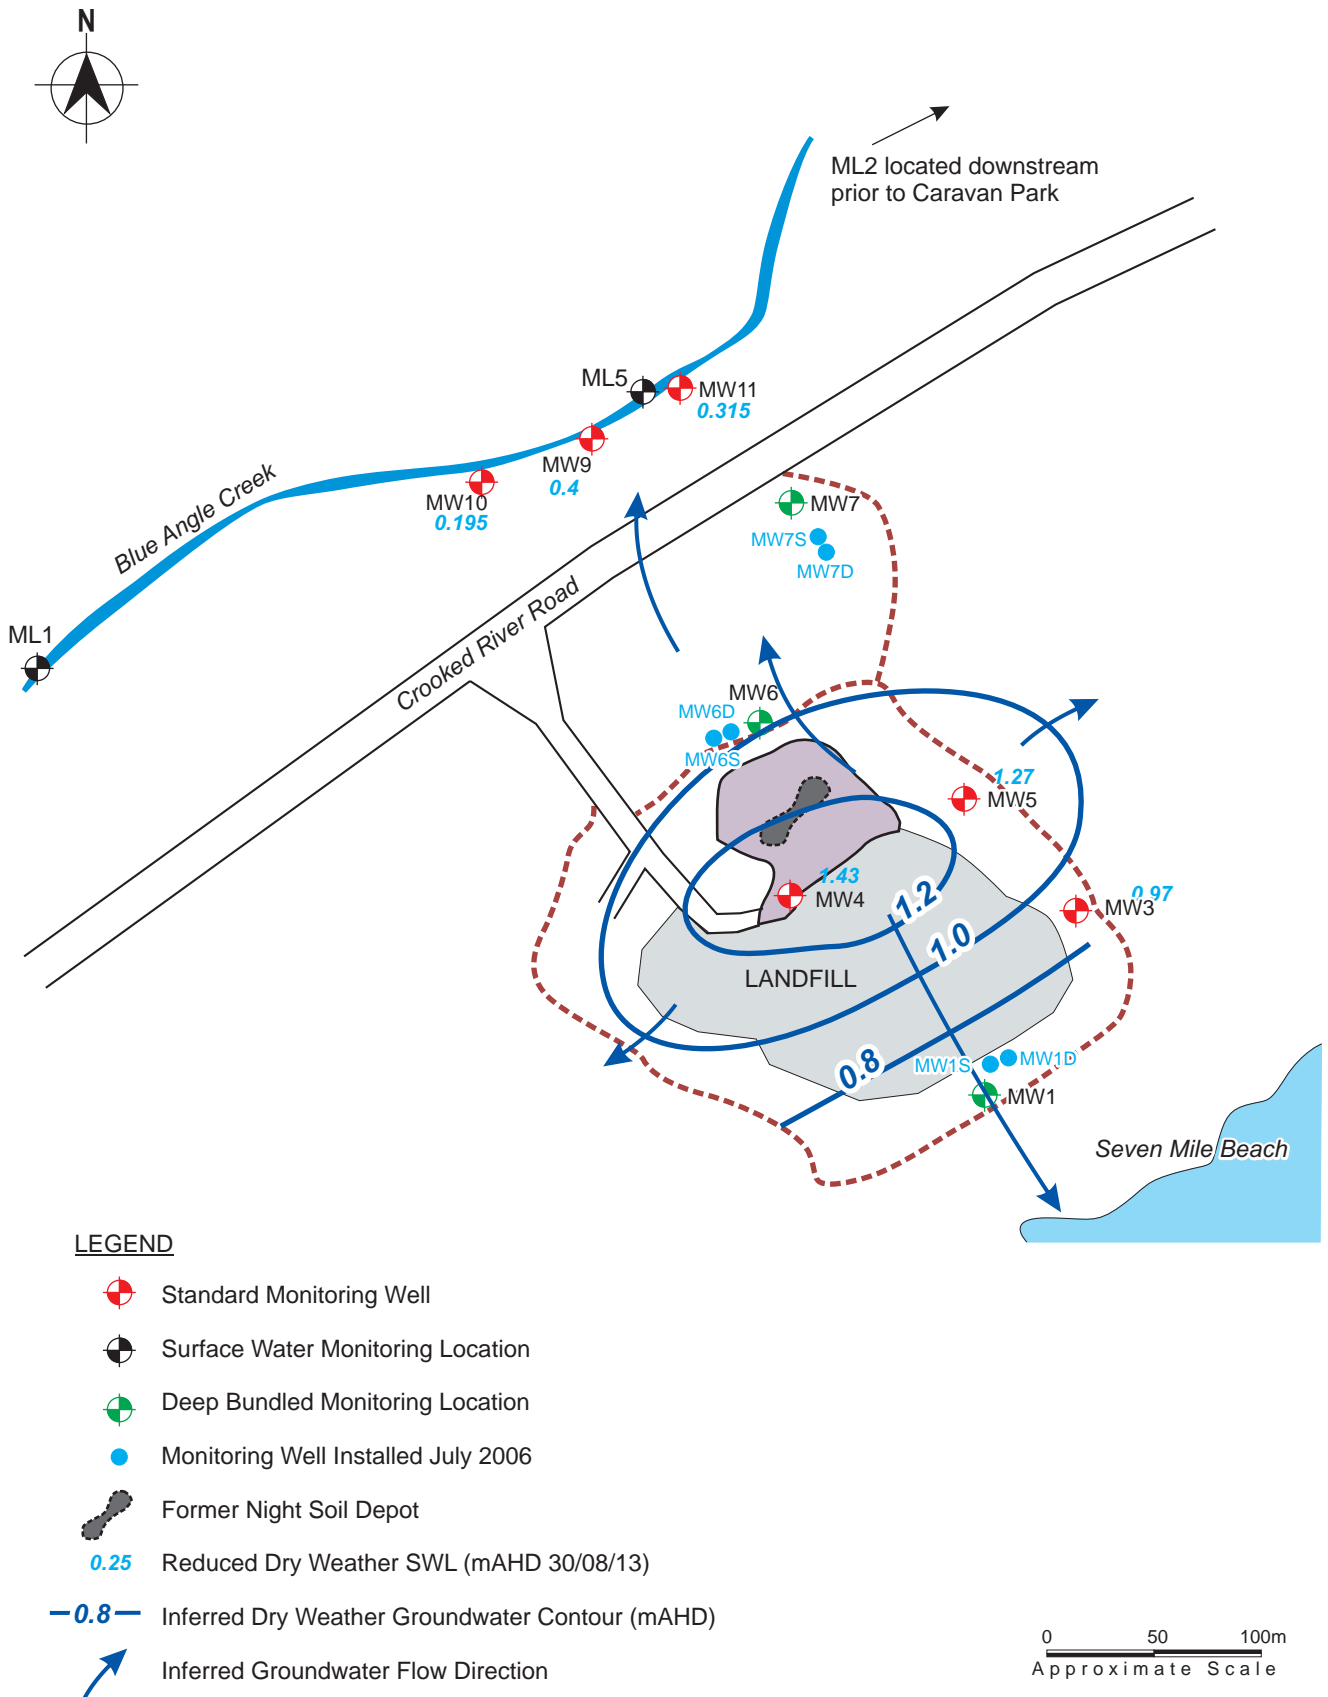 N
ML2 located downstream
prior to Caravan Park
ML5
MW11
0.315
MW9
0.4
MW10
0.195
Blue Angle Creek
ML1
Crooked River Road
MW7
MW7S
MW7D
MW6
MW6D
MW6S
1.27
MW5
1.43
MW4
0.97
MW3
1.2
1.0
LANDFILL
0.8
MW1S
MW1D
MW1
Seven Mile Beach
LEGEND
Standard Monitoring Well
Surface Water Monitoring Location
Deep Bundled Monitoring Location
Monitoring Well Installed July 2006
Former Night Soil Depot
0.25 Reduced Dry Weather SWL (mAHD 30/08/13)
0.8 Inferred Dry Weather Groundwater Contour (mAHD)
Inferred Groundwater Flow Direction
0 50 100m
Approximate Scale